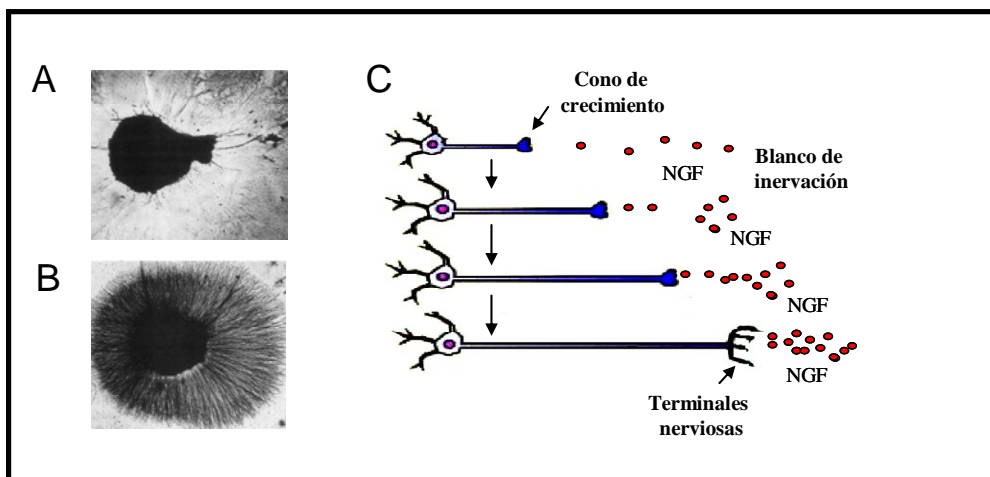 A
B
C
Cono de
crecimiento
NGF
Blanco de
inervación
NGF
NGF
NGF
Terminales
nerviosas